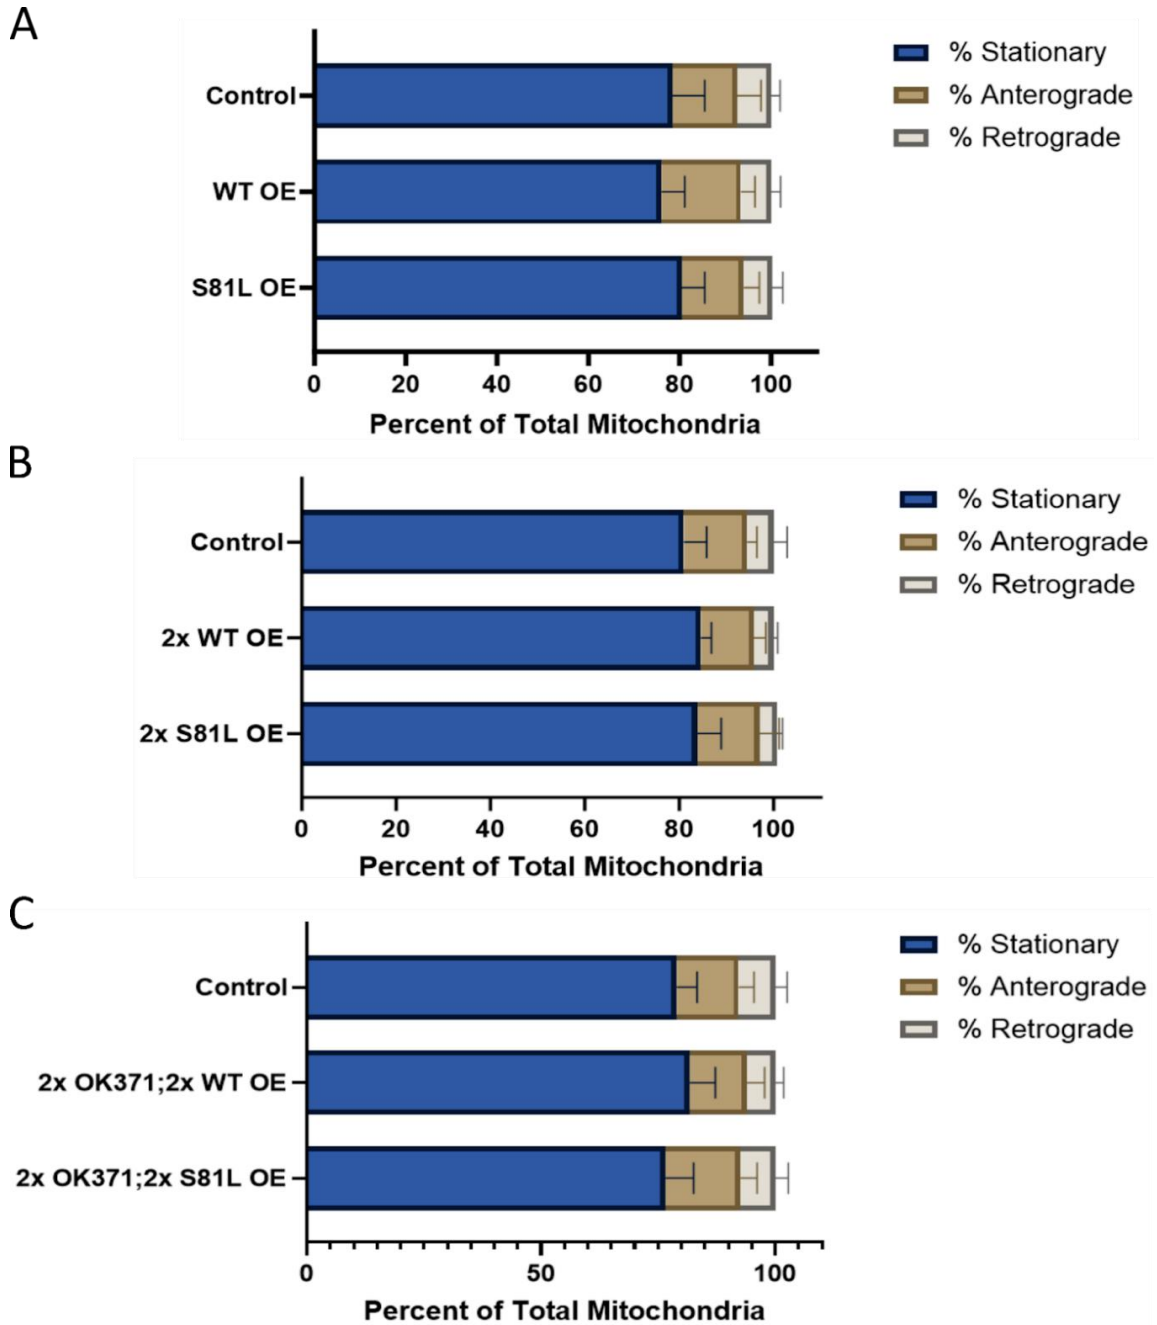 A
% Stationary
% Anterograde
% Retrograde
Control
WT OE
S81L OE
0 20 40 60 80 100
Percent of Total Mitochondria
B
% Stationary
% Anterograde
% Retrograde
Control
2x WT OE
2x S81L OE
0 20 40 60 80 100
Percent of Total Mitochondria
C
% Stationary
% Anterograde
% Retrograde
Control
2x OK371;2x WT OE
2x OK371;2x S81L OE
0 50 100
Percent of Total Mitochondria